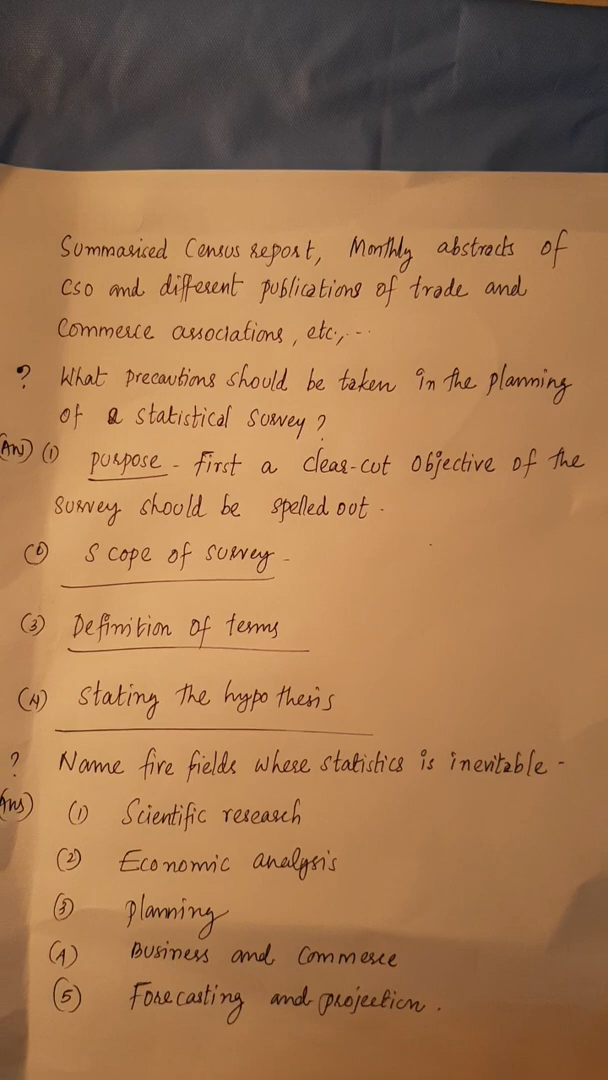 Summarised Census report, Monthly abstracts of
CSO and different publications of trade and
Commerce associations, etc,--
? What precautions should be taken in the planning
of a statistical survey?
Ans) (1) purpose - First a clear-cut objective of the
survey should be spelled out.
Scope of survey -
(3) Definition of terms
(4) Stating the hypothesis
? Name five fields where statistics is inevitable -
Ans) (1) Scientific research
(2) Economic analysis
(3) planning
(4) Business and Commerce
(5) Forecasting and projection.